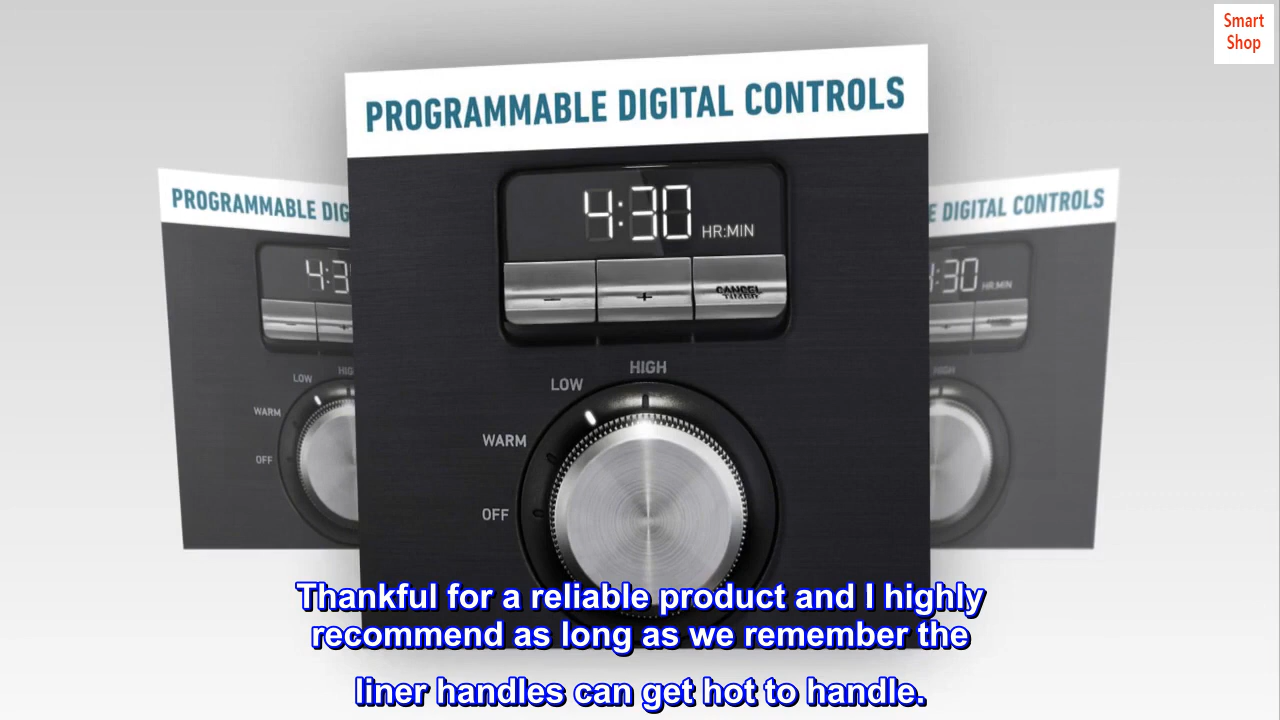 Smart
Shop
PROGRAMMABLE DIGITAL CONTROLS
PROGRAMMABLE DIG
E DIGITAL CONTROLS
4:30 HR:MIN
4:3
:30 HR:MIN
− + CANCEL
HIGH
LOW
WARM
OFF
HIG
LOW
WARM
OFF
HIGH
Thankful for a reliable product and I highly
recommend as long as we remember the
liner handles can get hot to handle.